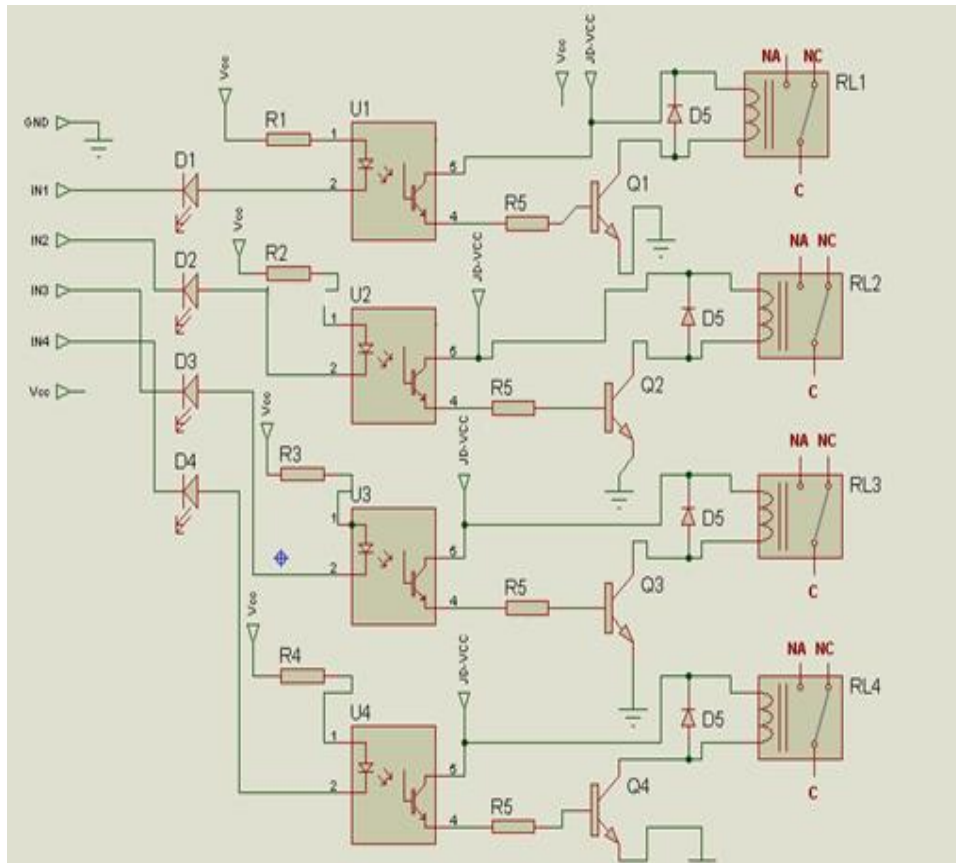 Vcc
Vcc
JD-VCC
NA NC
RL1
GND
R1
U1
1
5
D5
D1
IN1
2
4
R5
Q1
C
IN2
Vcc
R2
D2
IN3
U2
JD-VCC
NA NC
RL2
1
5
D5
IN4
2
4
R5
Q2
C
D3
Vcc
Vcc
R3
U3
JD-VCC
NA NC
RL3
D4
1
5
D5
2
4
R5
Q3
C
Vcc
R4
U4
JD-VCC
NA NC
RL4
1
5
D5
2
4
R5
Q4
C